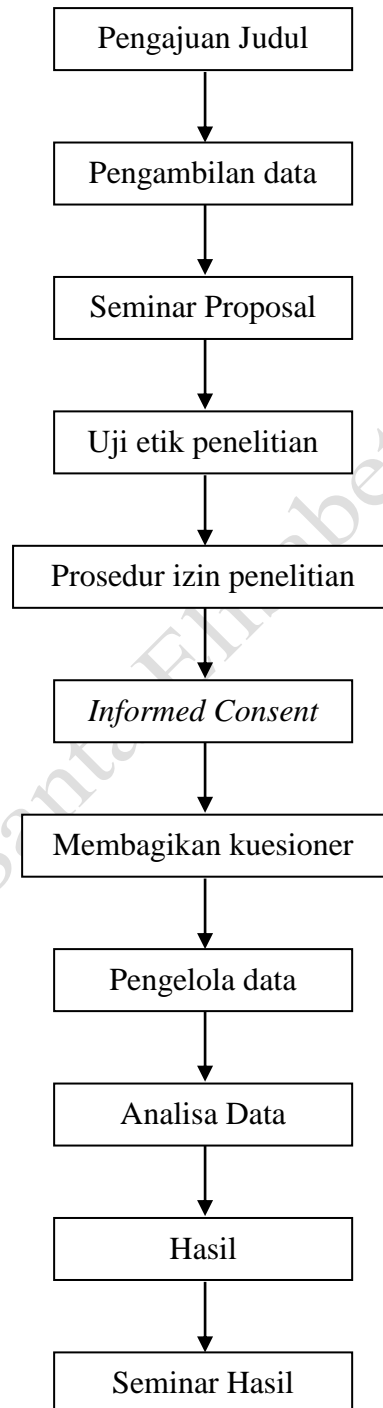 Pengajuan Judul
Pengambilan data
Seminar Proposal
Uji etik penelitian
Prosedur izin penelitian
Informed Consent
Membagikan kuesioner
Pengelola data
Analisa Data
Hasil
Seminar Hasil